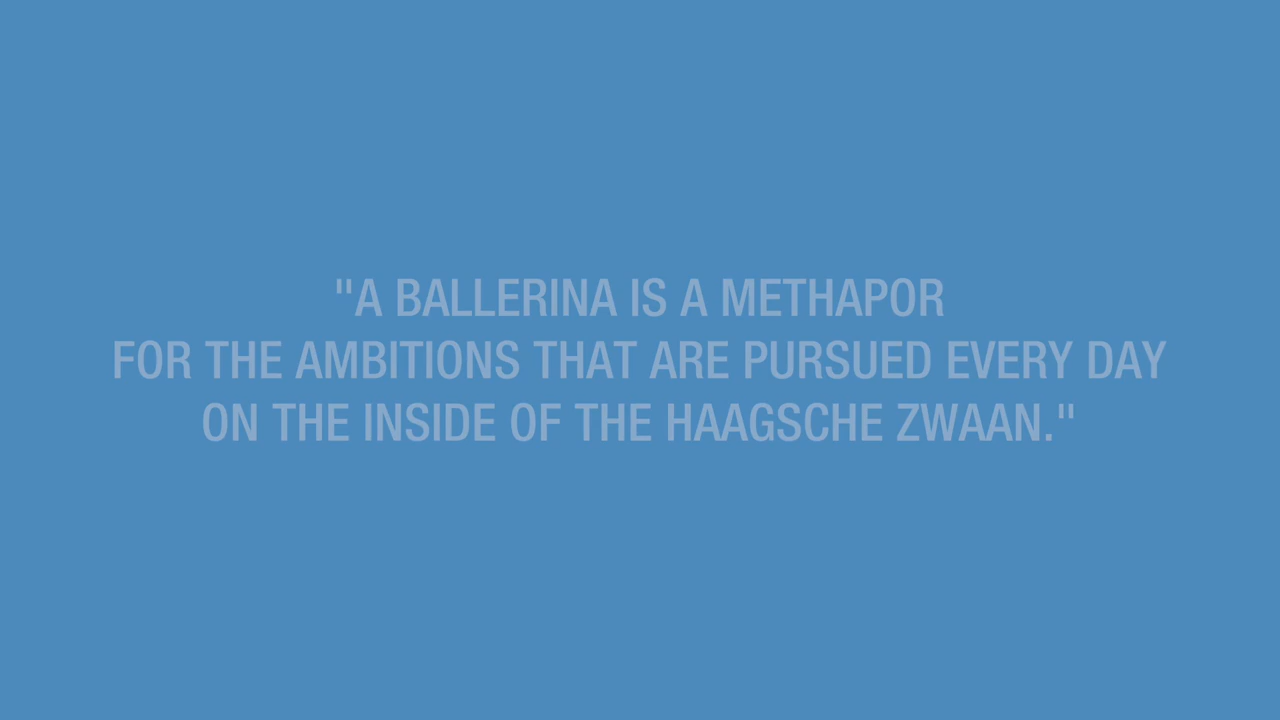 "A BALLERINA IS A METHAPOR
FOR THE AMBITIONS THAT ARE PURSUED EVERY DAY
ON THE INSIDE OF THE HAAGSCHE ZWAAN."